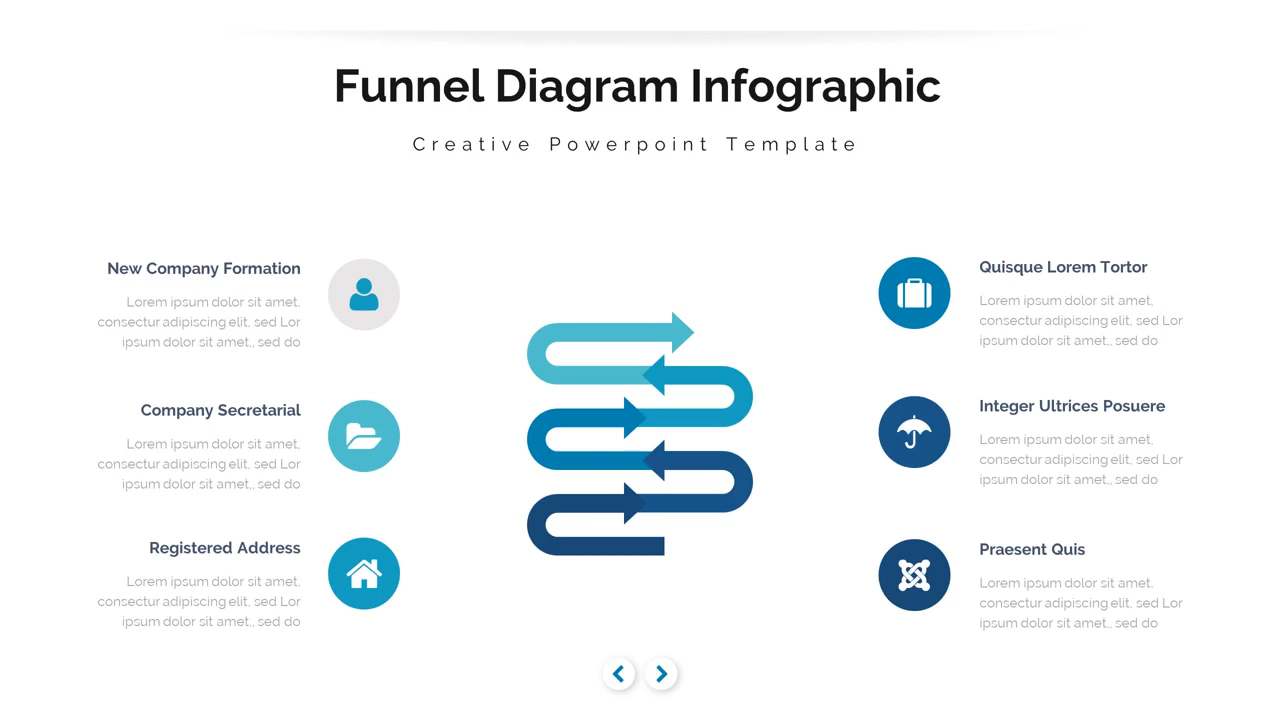 Funnel Diagram Infographic
Creative Powerpoint Template
New Company Formation
Lorem ipsum dolor sit amet,
consectur adipiscing elit, sed Lor
ipsum dolor sit amet,, sed do
Company Secretarial
Lorem ipsum dolor sit amet,
consectur adipiscing elit, sed Lor
ipsum dolor sit amet,, sed do
Registered Address
Lorem ipsum dolor sit amet,
consectur adipiscing elit, sed Lor
ipsum dolor sit amet,, sed do
Quisque Lorem Tortor
Lorem ipsum dolor sit amet,
consectur adipiscing elit, sed Lor
ipsum dolor sit amet,, sed do
Integer Ultrices Posuere
Lorem ipsum dolor sit amet,
consectur adipiscing elit, sed Lor
ipsum dolor sit amet,, sed do
Praesent Quis
Lorem ipsum dolor sit amet,
consectur adipiscing elit, sed Lor
ipsum dolor sit amet,, sed do